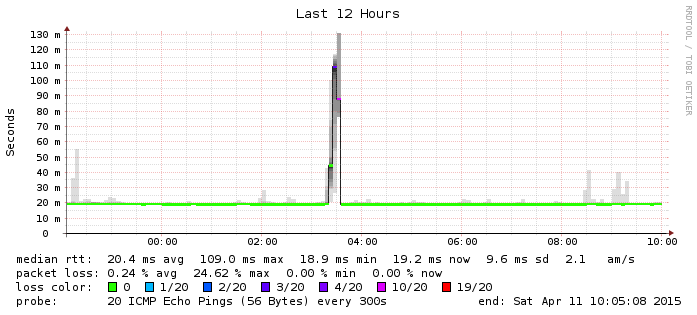 Last 12 Hours
RRDTOOL / TOBI OETIKER
Seconds
130 m
120 m
110 m
100 m
90 m
80 m
70 m
60 m
50 m
40 m
30 m
20 m
10 m
0
00:00 02:00 04:00 06:00 08:00 10:00
median rtt: 20.4 ms avg 109.0 ms max 18.9 ms min 19.2 ms now 9.6 ms sd 2.1 am/s
packet loss: 0.24 % avg 24.62 % max 0.00 % min 0.00 % now
loss color: 0 1/20 2/20 3/20 4/20 10/20 19/20
probe: 20 ICMP Echo Pings (56 Bytes) every 300s end: Sat Apr 11 10:05:08 2015